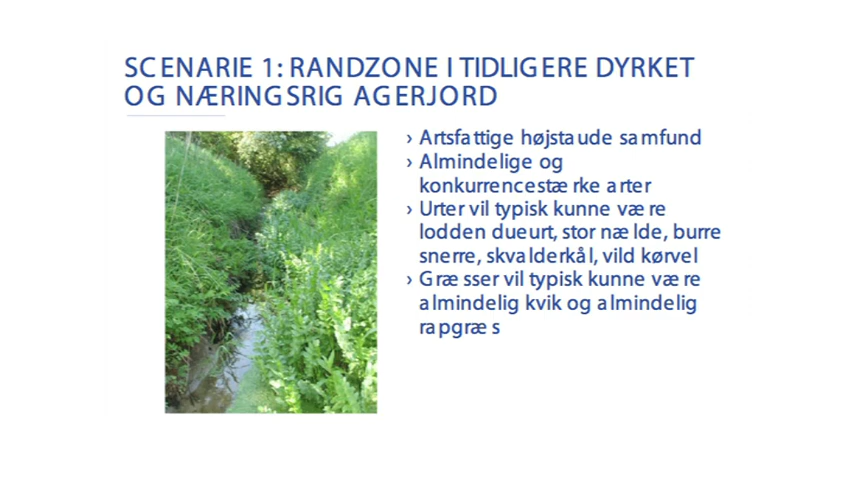 SCENARIE 1: RANDZONE I TIDLIGERE DYRKET
OG NÆRINGSRIG AGERJORD
› Artsfattige højstaude samfund
› Almindelige og
konkurrencestærke arter
› Urter vil typisk kunne være
lodden dueurt, stor nælde, burre
snerre, skvalderkål, vild kørvel
› Græsser vil typisk kunne være
almindelig kvik og almindelig
rapgræs